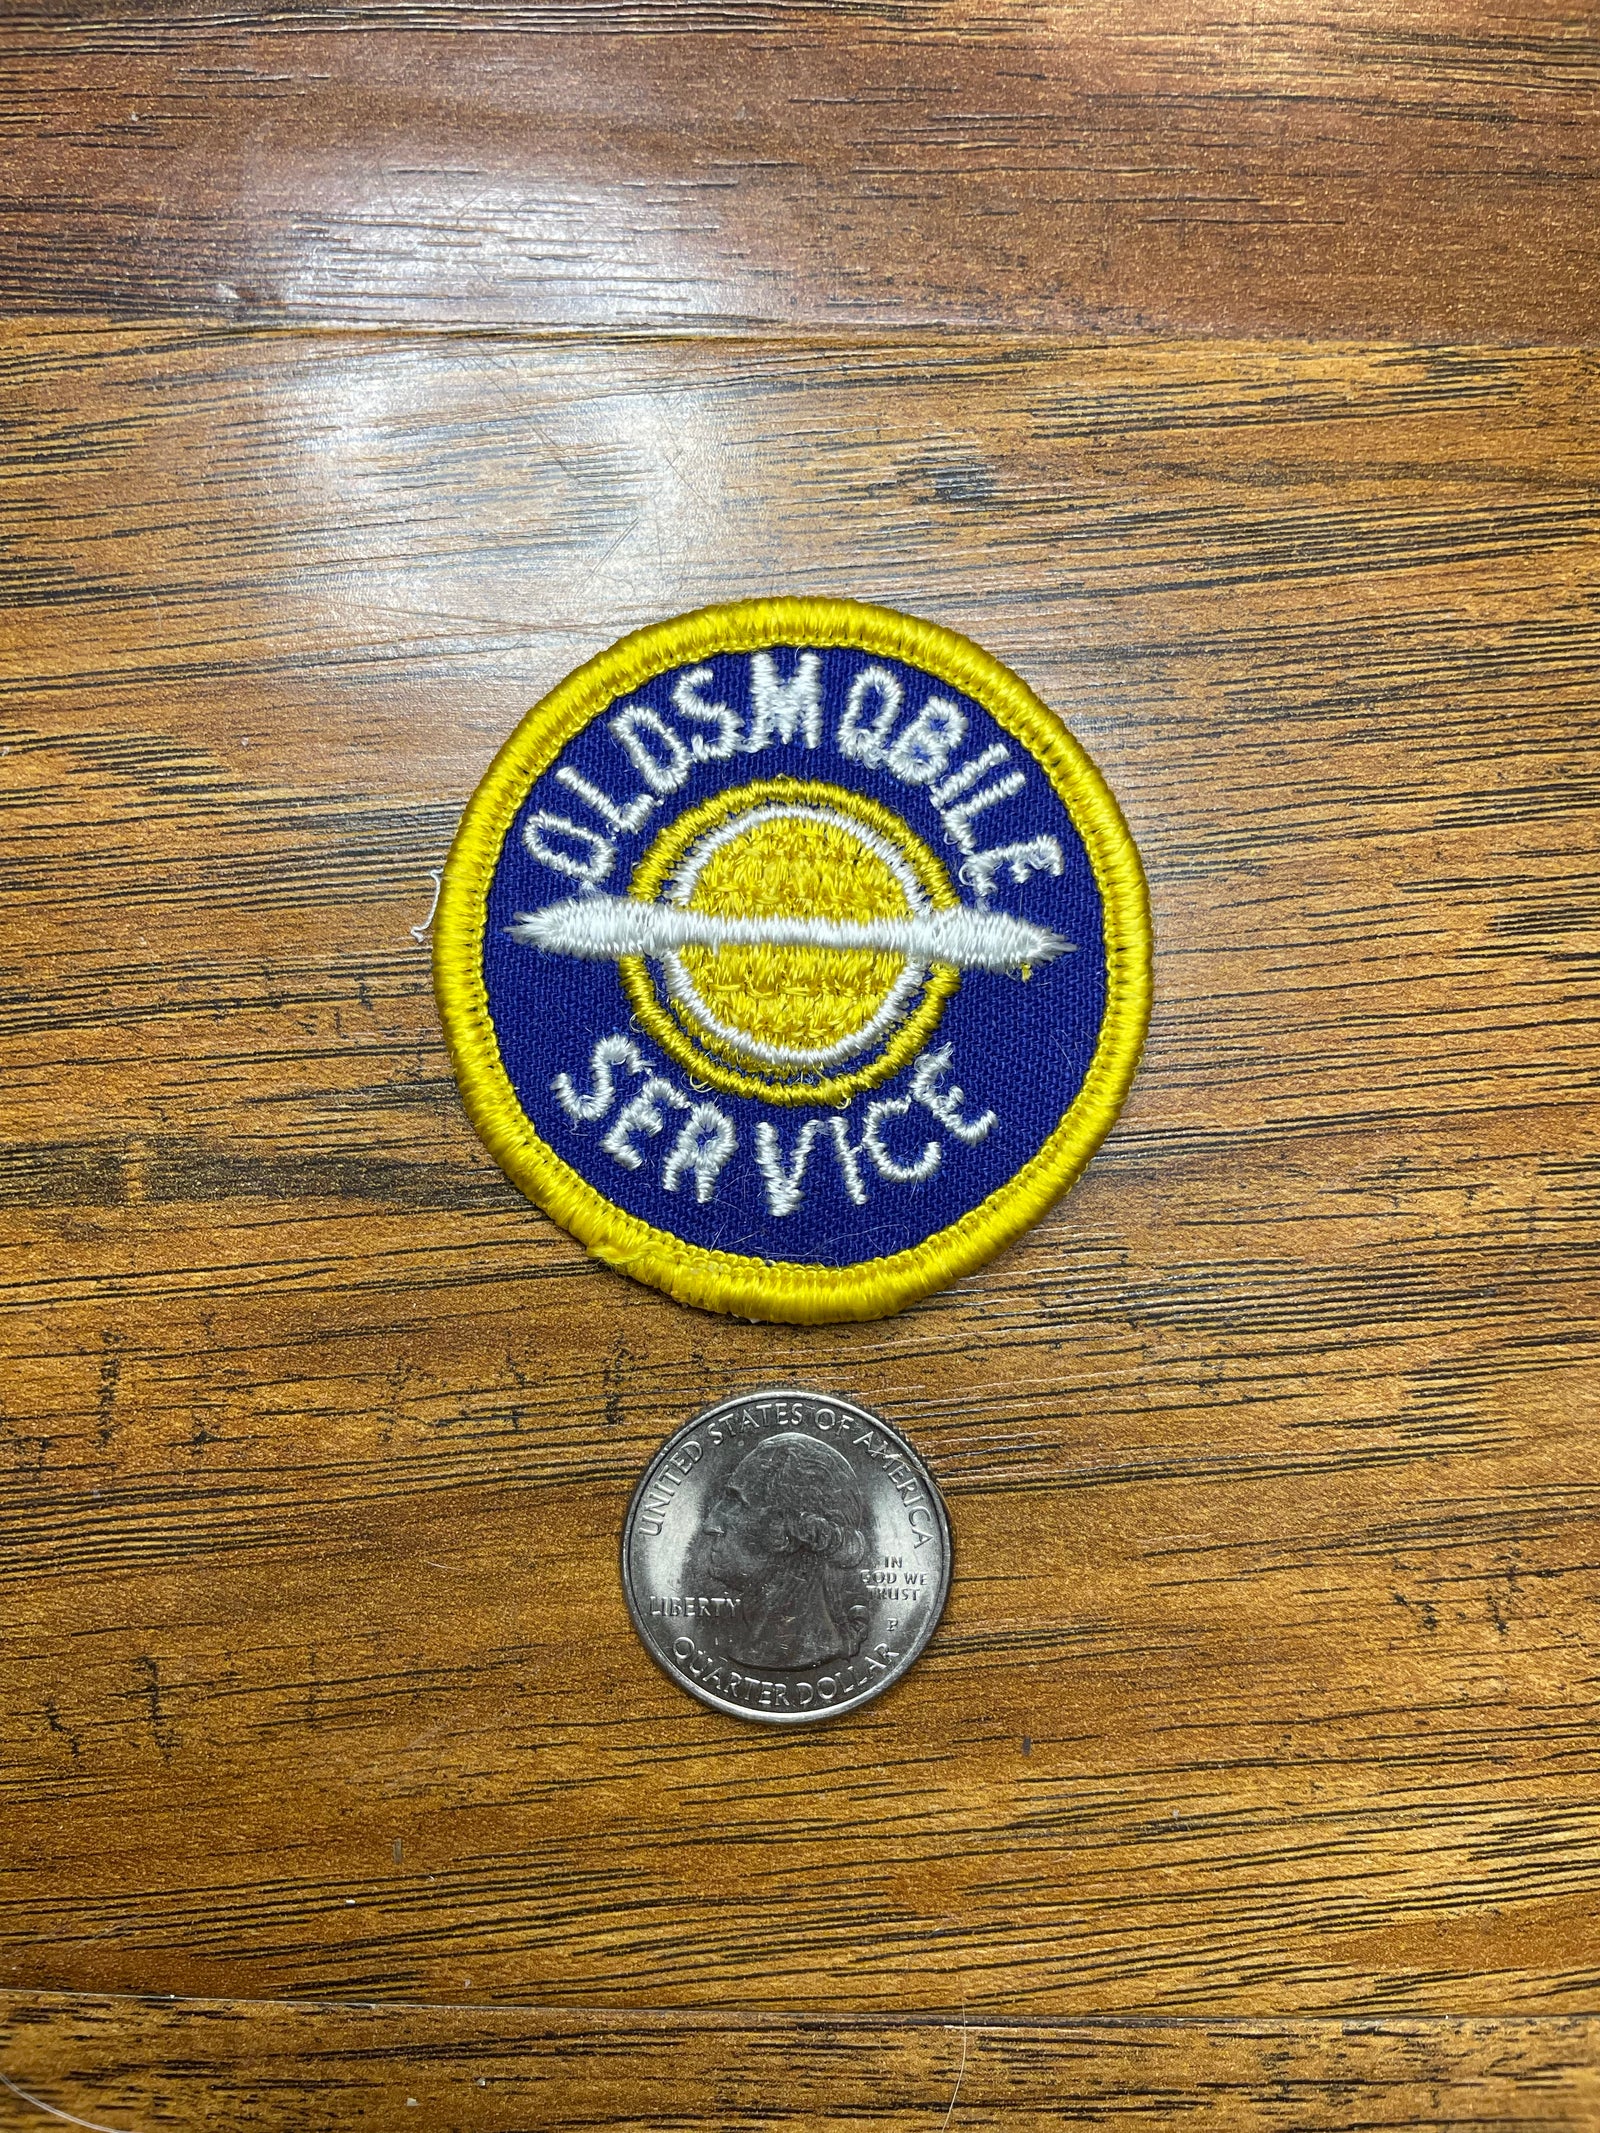 OLDSMOBILE
SERVICE
UNITED STATES OF AMERICA
IN
GOD WE
TRUST
LIBERTY
P
QUARTER DOLLAR